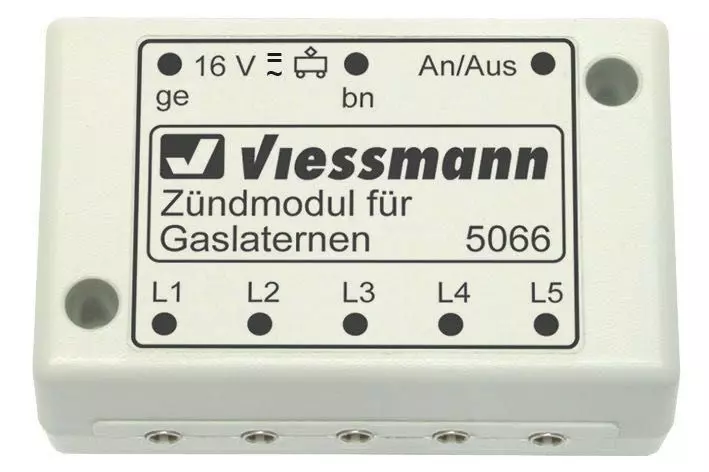 16 V An/Aus
ge bn
Viessmann
Zündmodul für
Gaslaternen 5066
L1 L2 L3 L4 L5